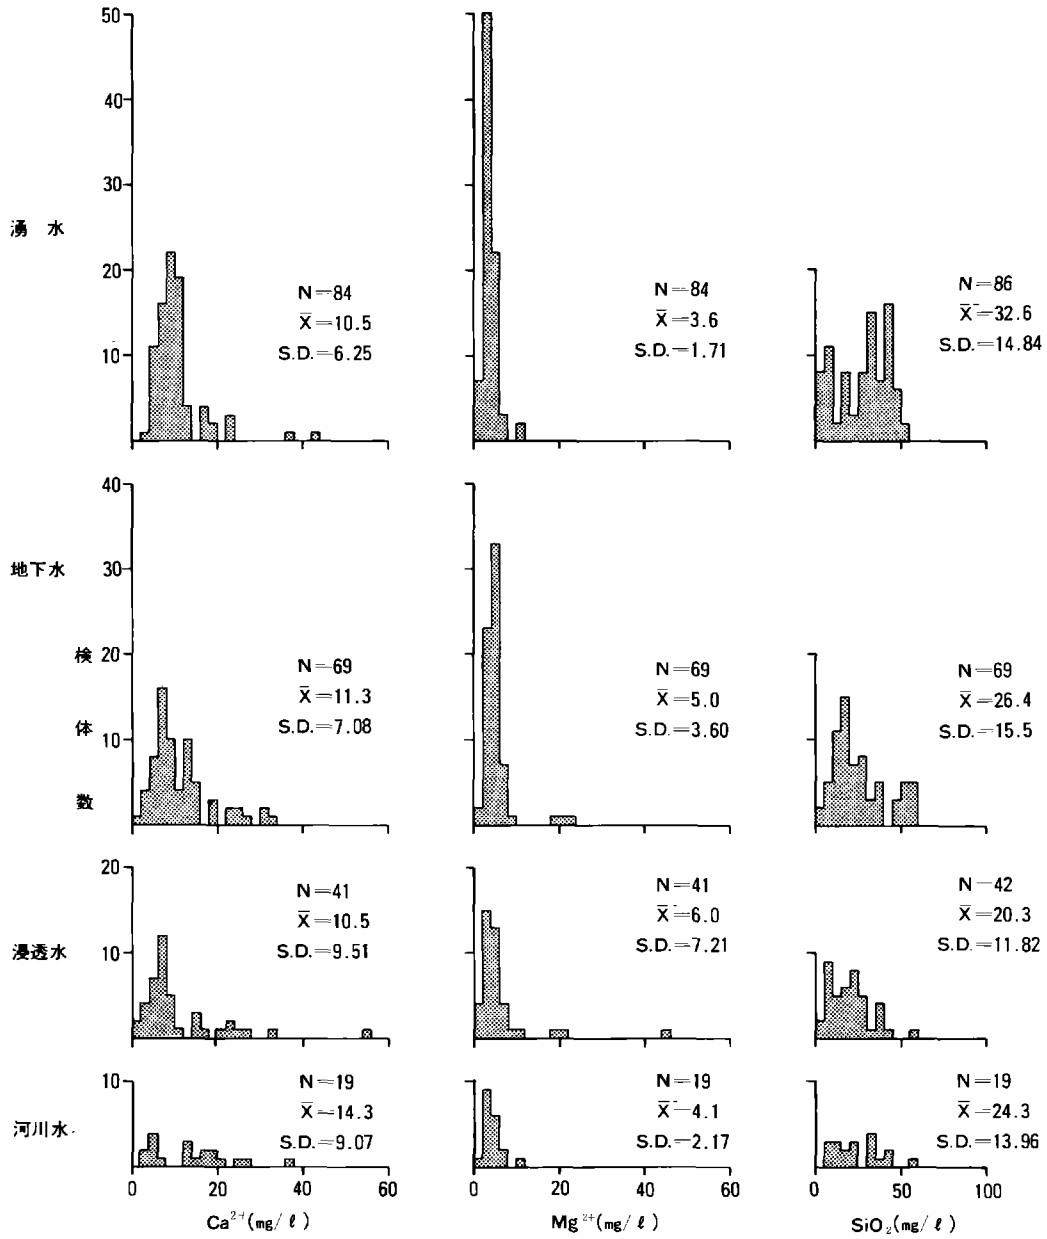 50
40
30
20
10
湧 水
N=84
X̄=10.5
S.D.=6.25
N=84
X̄=3.6
S.D.=1.71
N=86
X̄=32.6
S.D.=14.84
40
30
20
10
地下水
検
体
数
N=69
X̄=11.3
S.D.=7.08
N=69
X̄=5.0
S.D.=3.60
N=69
X̄=26.4
S.D.=15.5
20
10
浸透水
N=41
X̄=10.5
S.D.=9.51
N=41
X̄=6.0
S.D.=7.21
N=42
X̄=20.3
S.D.=11.82
10
河川水
N=19
X̄=14.3
S.D.=9.07
N=19
X̄=4.1
S.D.=2.17
N=19
X̄=24.3
S.D.=13.96
0 20 40 60
0 20 40 60
0 50 100
Ca²⁺(mg/ℓ)
Mg²⁺(mg/ℓ)
SiO₂(mg/ℓ)